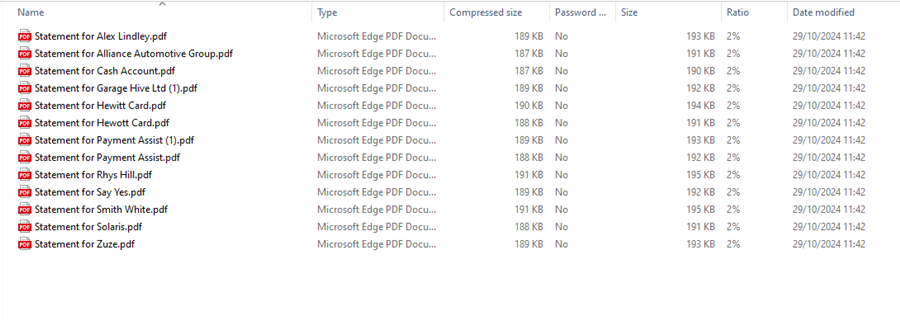 Name Type Compressed size Password ... Size Ratio Date modified
PDF Statement for Alex Lindley.pdf Microsoft Edge PDF Docu... 189 KB No 193 KB 2% 29/10/2024 11:42
PDF Statement for Alliance Automotive Group.pdf Microsoft Edge PDF Docu... 187 KB No 191 KB 2% 29/10/2024 11:42
PDF Statement for Cash Account.pdf Microsoft Edge PDF Docu... 187 KB No 190 KB 2% 29/10/2024 11:42
PDF Statement for Garage Hive Ltd (1).pdf Microsoft Edge PDF Docu... 189 KB No 192 KB 2% 29/10/2024 11:42
PDF Statement for Hewitt Card.pdf Microsoft Edge PDF Docu... 190 KB No 194 KB 2% 29/10/2024 11:42
PDF Statement for Hewott Card.pdf Microsoft Edge PDF Docu... 188 KB No 191 KB 2% 29/10/2024 11:42
PDF Statement for Payment Assist (1).pdf Microsoft Edge PDF Docu... 189 KB No 193 KB 2% 29/10/2024 11:42
PDF Statement for Payment Assist.pdf Microsoft Edge PDF Docu... 188 KB No 192 KB 2% 29/10/2024 11:42
PDF Statement for Rhys Hill.pdf Microsoft Edge PDF Docu... 191 KB No 195 KB 2% 29/10/2024 11:42
PDF Statement for Say Yes.pdf Microsoft Edge PDF Docu... 189 KB No 192 KB 2% 29/10/2024 11:42
PDF Statement for Smith White.pdf Microsoft Edge PDF Docu... 191 KB No 195 KB 2% 29/10/2024 11:42
PDF Statement for Solaris.pdf Microsoft Edge PDF Docu... 188 KB No 191 KB 2% 29/10/2024 11:42
PDF Statement for Zuze.pdf Microsoft Edge PDF Docu... 189 KB No 193 KB 2% 29/10/2024 11:42